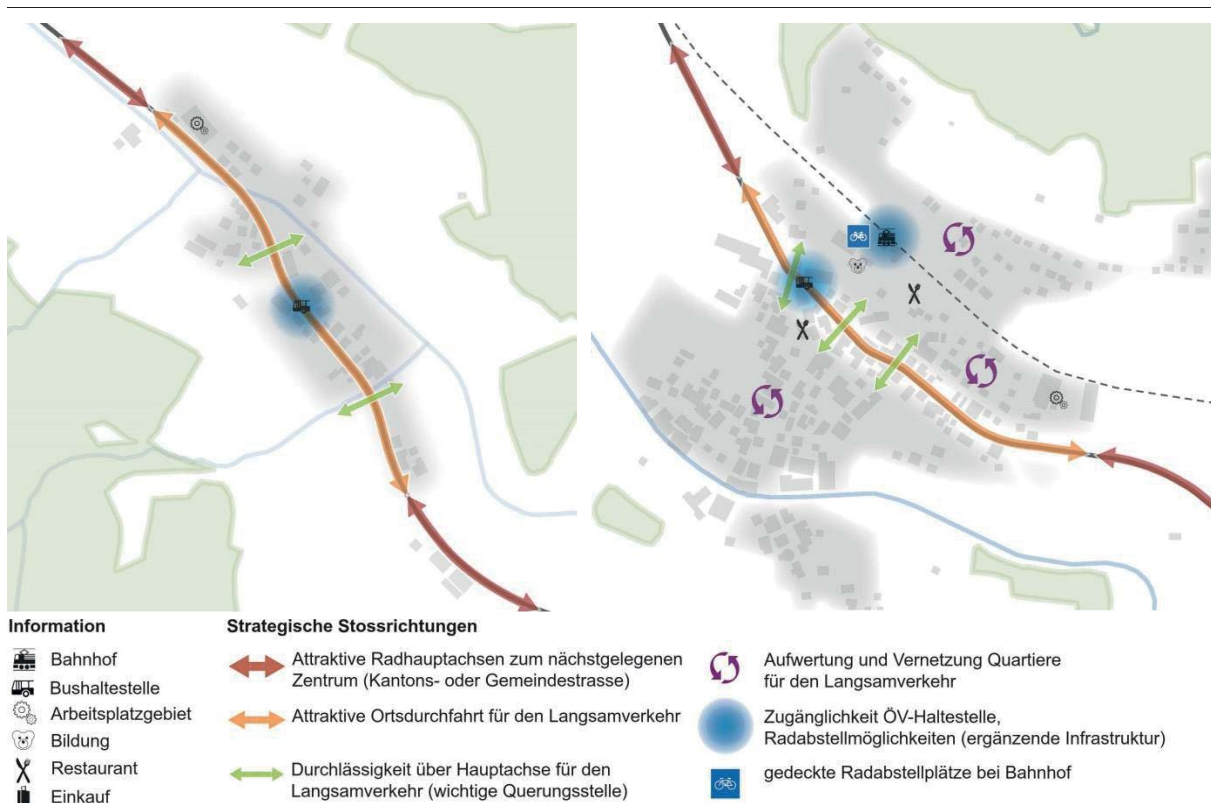 Information
Bahnhof
Bushaltestelle
Arbeitsplatzgebiet
Bildung
Restaurant
Einkauf
Strategische Stossrichtungen
Attraktive Radhauptachsen zum nächstgelegenen
Zentrum (Kantons- oder Gemeindestrasse)
Attraktive Ortsdurchfahrt für den Langsamverkehr
Durchlässigkeit über Hauptachse für den
Langsamverkehr (wichtige Querungsstelle)
Aufwertung und Vernetzung Quartiere
für den Langsamverkehr
Zugänglichkeit ÖV-Haltestelle,
Radabstellmöglichkeiten (ergänzende Infrastruktur)
gedeckte Radabstellplätze bei Bahnhof